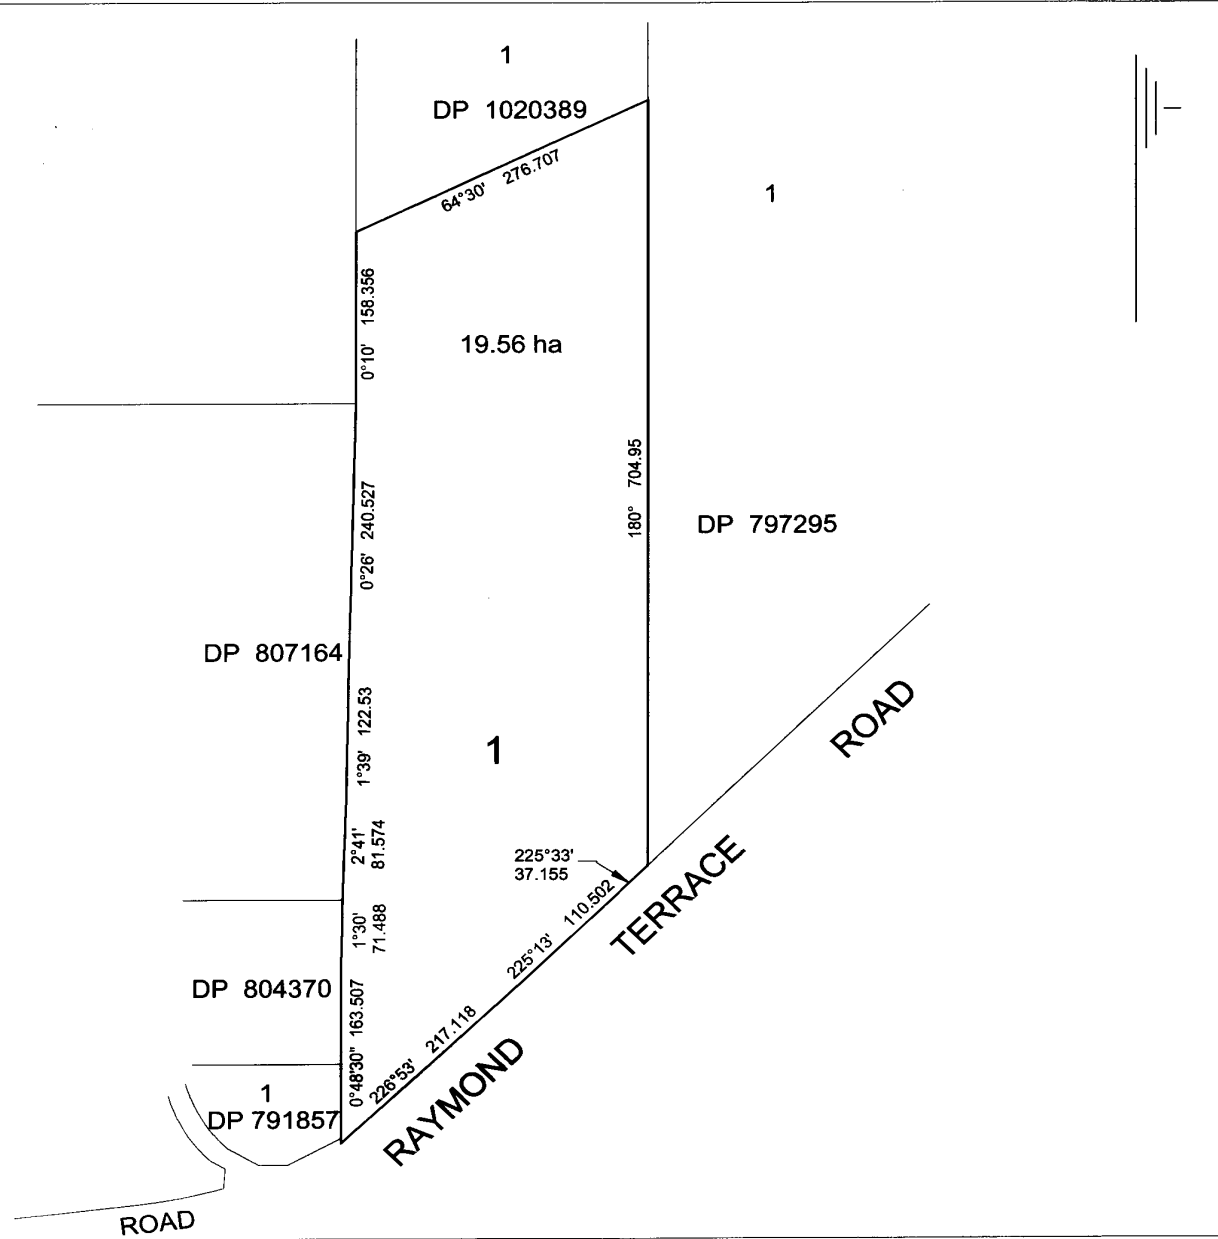 1
DP 1020389
64°30' 276.707
1
0°10' 158.356
19.56 ha
180° 704.95
0°26' 240.527
DP 797295
DP 807164
1°39' 122.53
1
ROAD
2°41'
81.574
225°33'
37.155
TERRACE
225°13' 110.502
1°30'
71.488
DP 804370
0°48'30" 163.507
226°53' 217.118
RAYMOND
1
DP 791857
ROAD